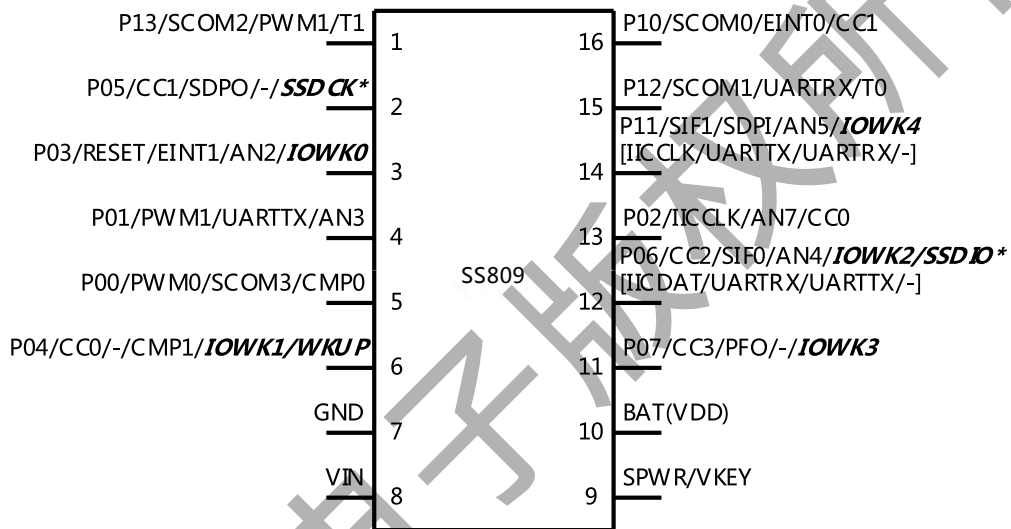 P13/SCOM2/PWM1/T1
1
16
P10/SCOM0/EINT0/CC1
P05/CC1/SDPO/-/SSDCK*
2
15
P12/SCOM1/UARTRX/T0
P11/SIF1/SDPI/AN5/IOWK4
P03/RESET/EINT1/AN2/IOWK0
[IICCLK/UARTTX/UARTRX/-]
3
14
P01/PWM1/UARTTX/AN3
P02/IICCLK/AN7/CC0
4
13
P06/CC2/SIF0/AN4/IOWK2/SSDIO*
P00/PWM0/SCOM3/CMP0
SS809
[IICDAT/UARTRX/UARTTX/-]
5
12
P04/CC0/-/CMP1/IOWK1/WKUP
P07/CC3/PFO/-/IOWK3
6
11
GND
BAT(VDD)
7
10
VIN
SPWR/VKEY
8
9
子版权所